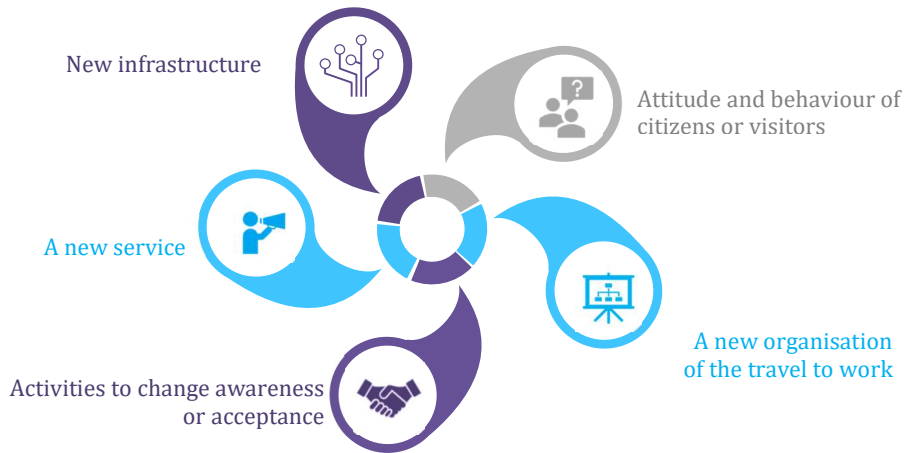 New infrastructure
Attitude and behaviour of
citizens or visitors
?
A new service
A new organisation
of the travel to work
Activities to change awareness
or acceptance